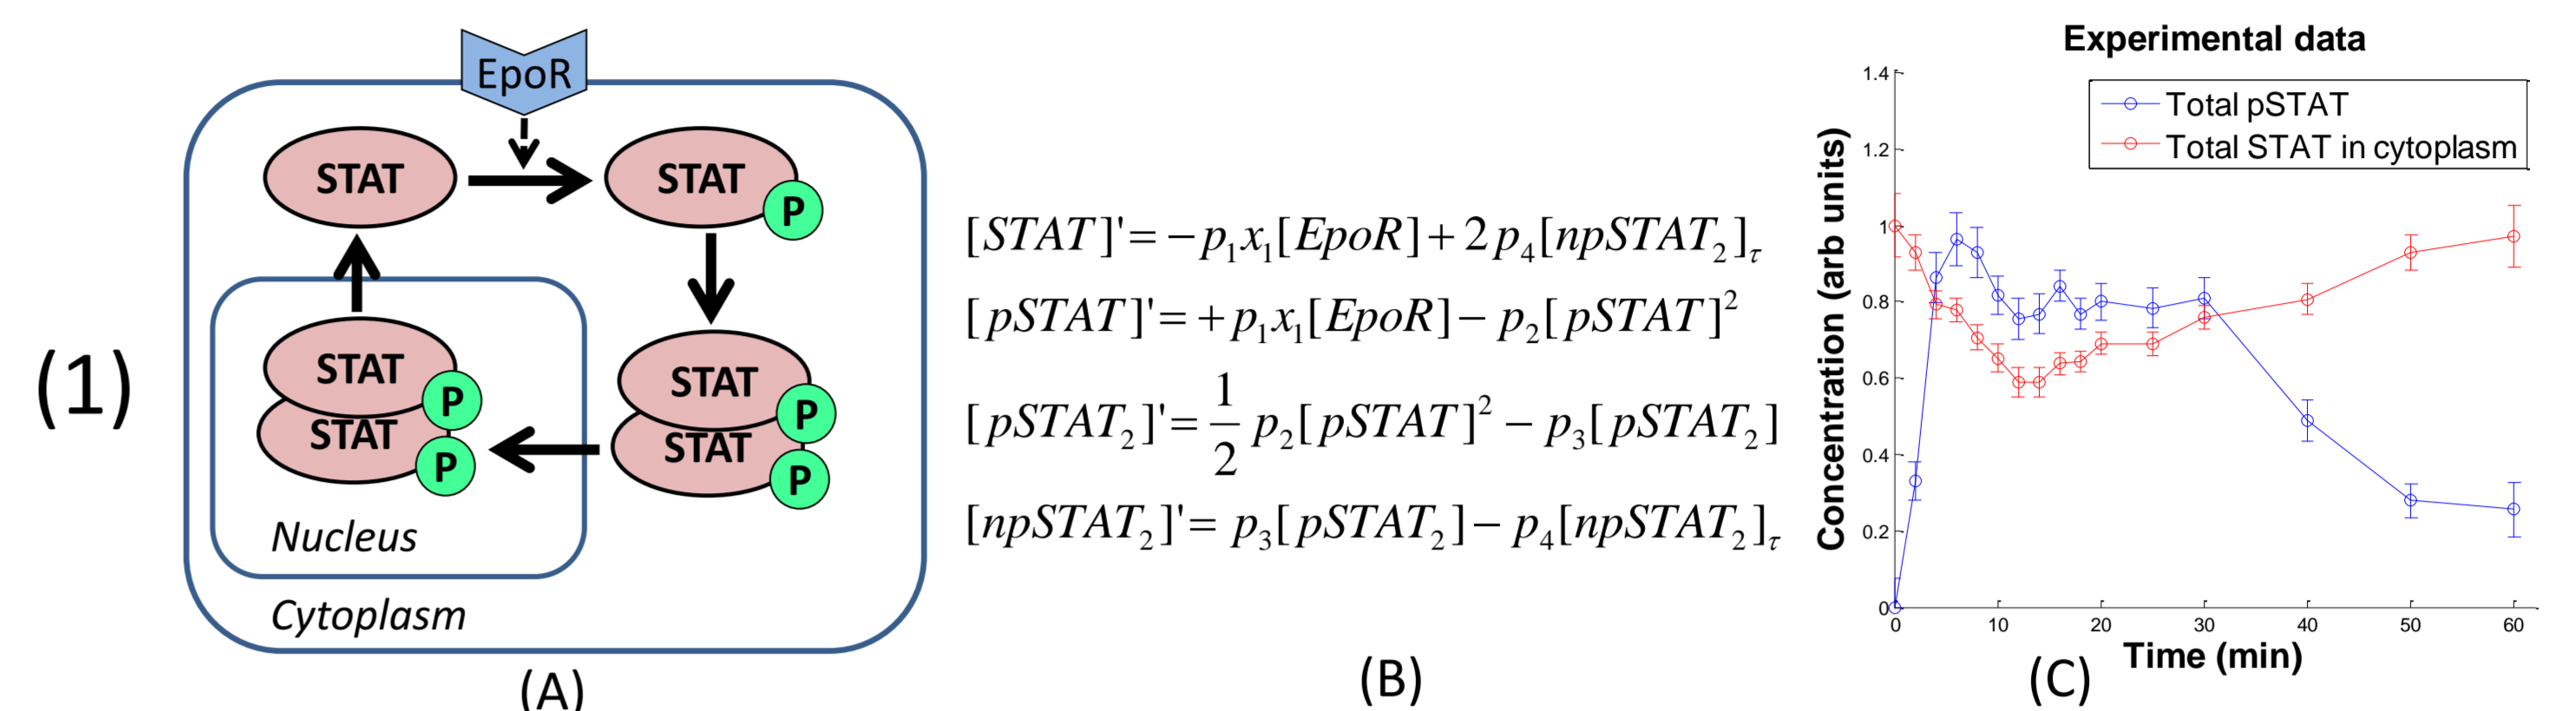 (1)
EpoR
STAT
STAT
P
STAT
P
STAT
P
STAT
P
STAT
P
Nucleus
Cytoplasm
(A)
[STAT]'= −p₁x₁[EpoR]+ 2p₄[npSTAT₂]τ
[pSTAT]'= +p₁x₁[EpoR]− p₂[pSTAT]²
[pSTAT₂]'= 1/2 p₂[pSTAT]² − p₃[pSTAT₂]
[npSTAT₂]'= p₃[pSTAT₂]− p₄[npSTAT₂]τ
(B)
Experimental data
Total pSTAT
Total STAT in cytoplasm
Concentration (arb units)
1.4
1.2
1
0.8
0.6
0.4
0.2
0
0 10 20 30 40 50 60
Time (min)
(C)